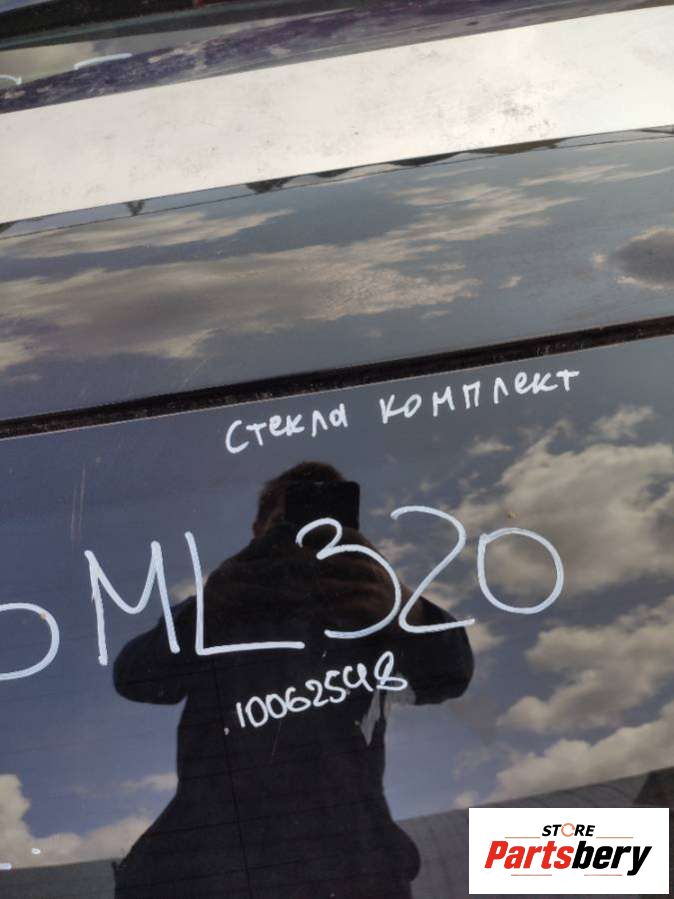 стекла комплект
ML320
10062548
STORE
Partsbery